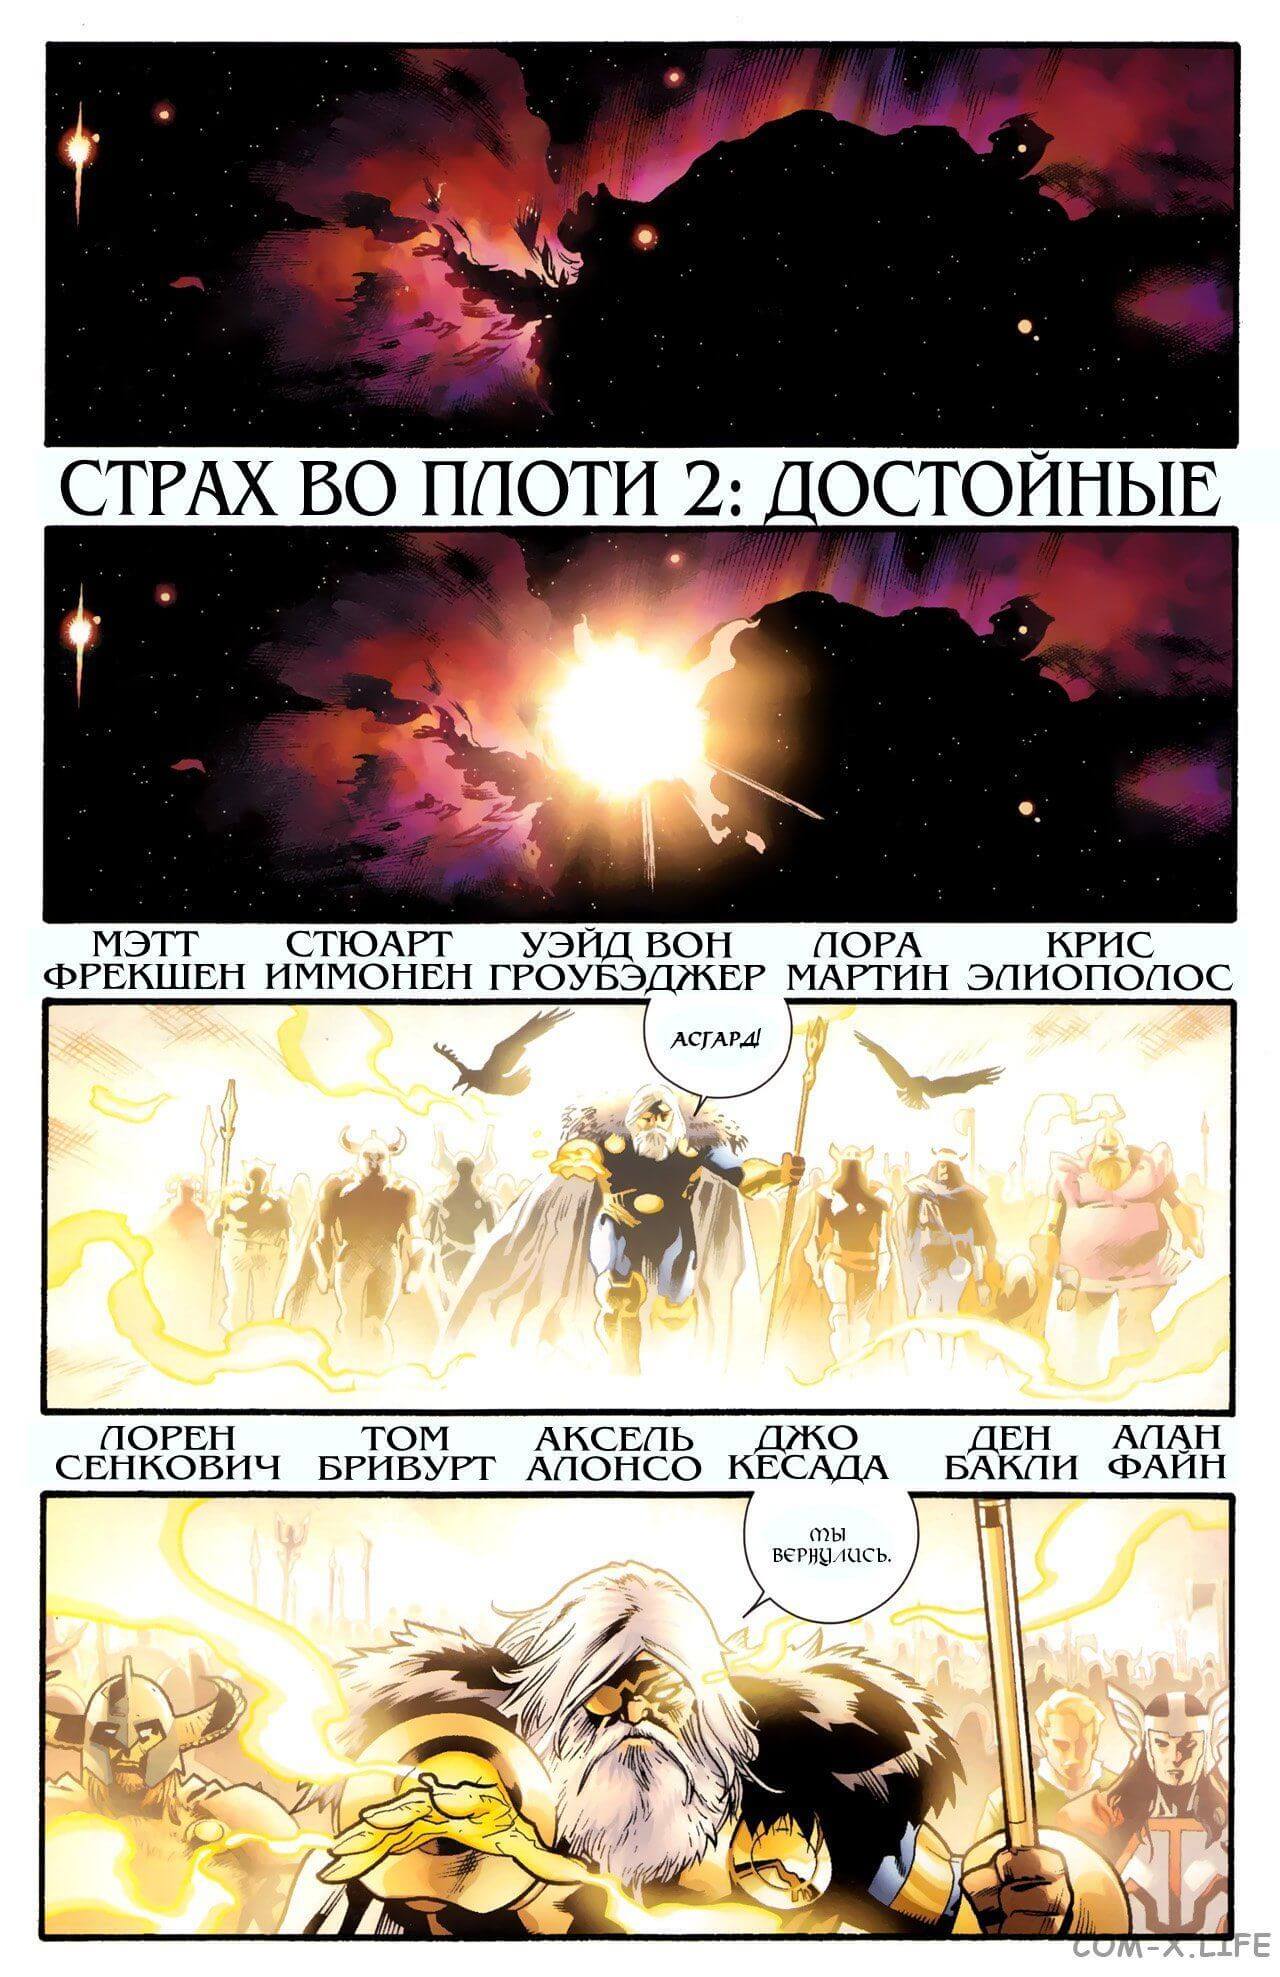 СТРАХ ВО ПЛОТИ 2: ДОСТОЙНЫЕ
МЭТТ
ФРЕКШЕН
СТЮАРТ
ИММОНЕН
УЭЙД ВОН
ГРОУБЭДЖЕР
ЛОРА
МАРТИН
КРИС
ЭЛИОПОЛОС
АСГАРД!
ЛОРЕН
СЕНКОВИЧ
ТОМ
БРИВУРТ
АКСЕЛЬ
АЛОНСО
ДЖО
КЕСАДА
ДЕН
БАКЛИ
АЛАН
ФАЙН
МЫ
ВЕРНУЛИСЬ.
COM-X.LIFE